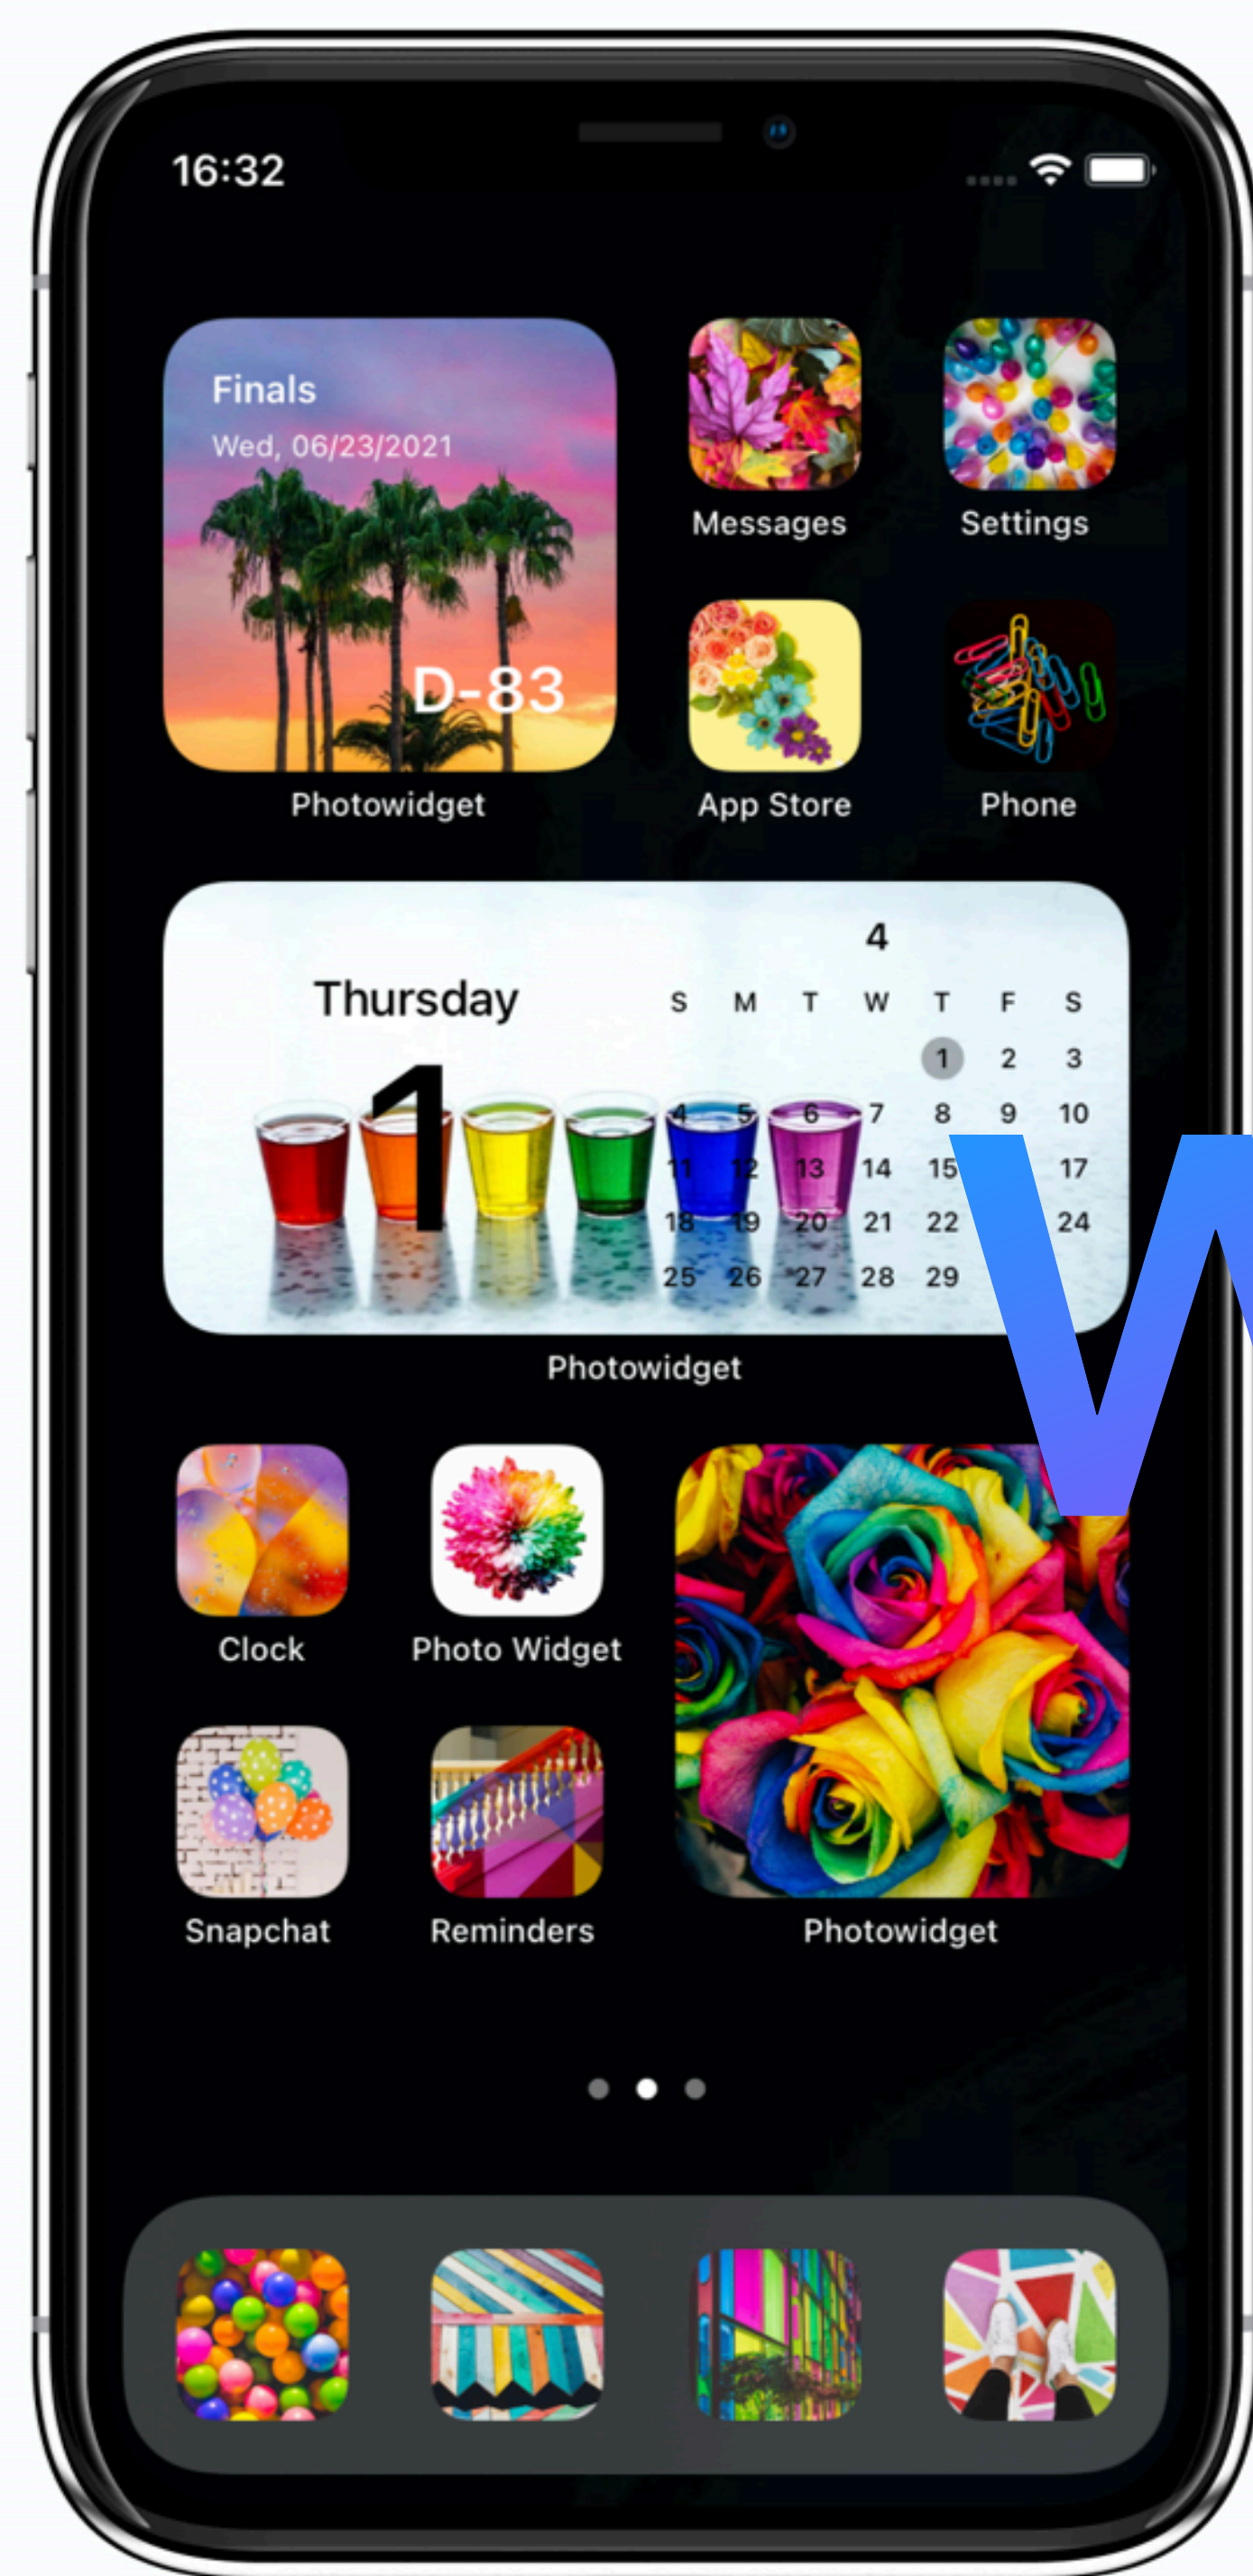 16:32
Finals
Wed, 06/23/2021
D-83
Photowidget
Messages
Settings
App Store
Phone
Thursday
1
4
S M T W T F S
1 2 3
4 5 6 7 8 9 10
11 12 13 14 15 17
18 19 20 21 22 24
25 26 27 28 29
Photowidget
W
Clock
Photo Widget
Snapchat
Reminders
Photowidget